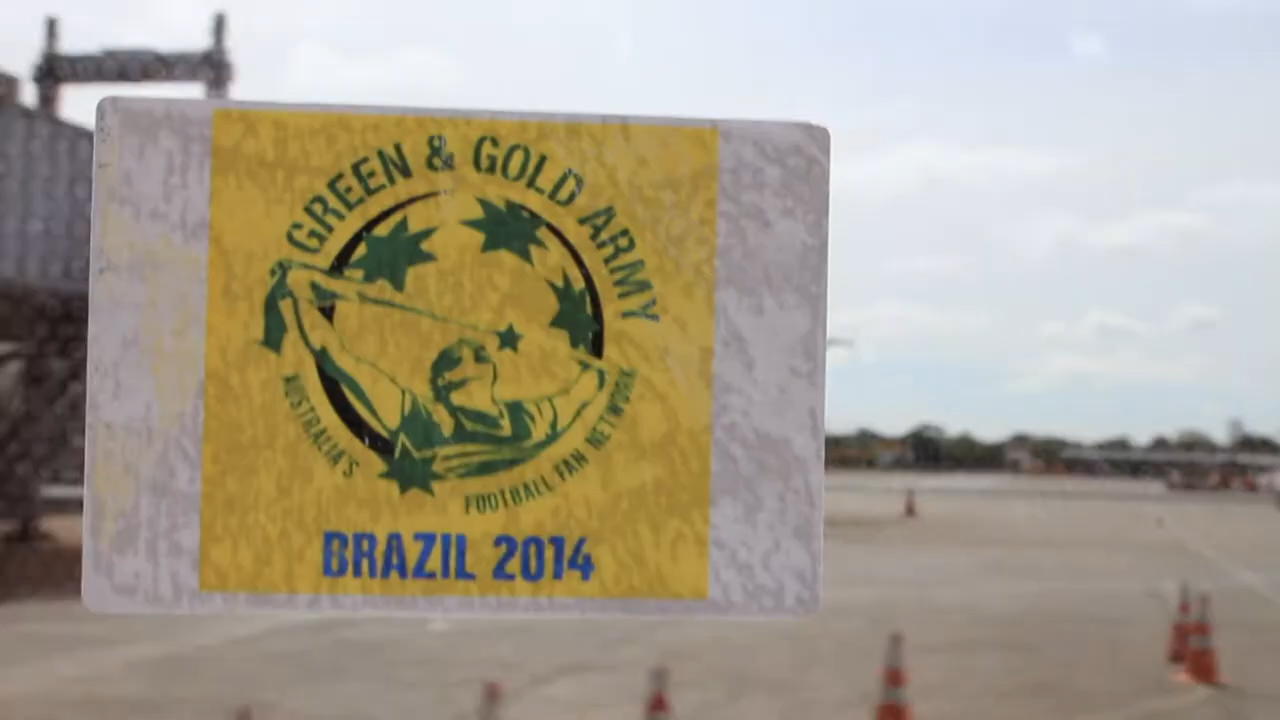 GREEN & GOLD ARMY
AUSTRALIA'S
FOOTBALL FAN NETWORK
BRAZIL 2014